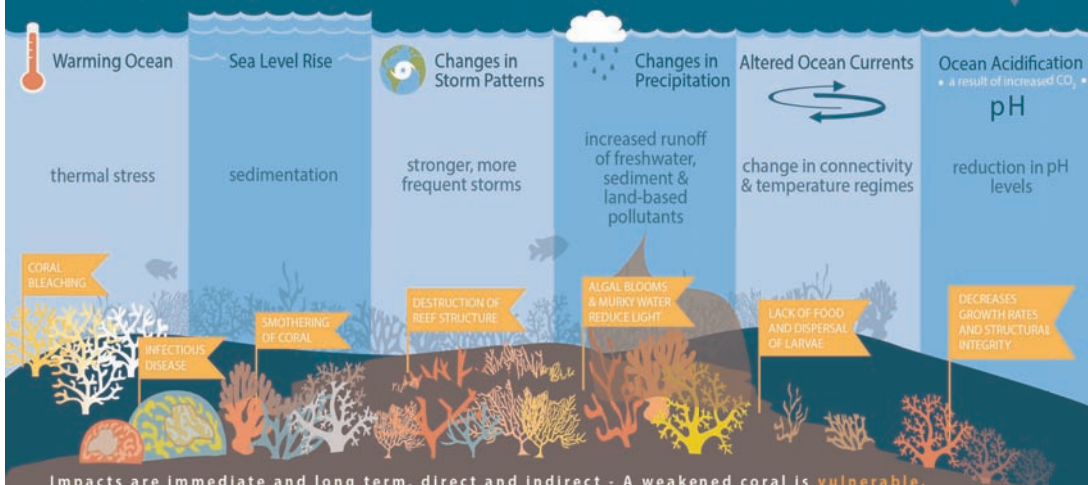 Warming Ocean
thermal stress
CORAL
BLEACHING
INFECTIOUS
DISEASE
Sea Level Rise
sedimentation
SMOTHERING
OF CORAL
Changes in
Storm Patterns
stronger, more
frequent storms
DESTRUCTION OF
REEF STRUCTURE
Changes in
Precipitation
increased runoff
of freshwater,
sediment &
land-based
pollutants
ALGAL BLOOMS
& MURKY WATER
REDUCE LIGHT
Altered Ocean Currents
change in connectivity
& temperature regimes
LACK OF FOOD
AND DISPERSAL
OF LARVAE
Ocean Acidification
• a result of increased CO₂ •
pH
reduction in pH
levels
DECREASES
GROWTH RATES
AND STRUCTURAL
INTEGRITY
Impacts are immediate and long term, direct and indirect - A weakened coral is vulnerable.